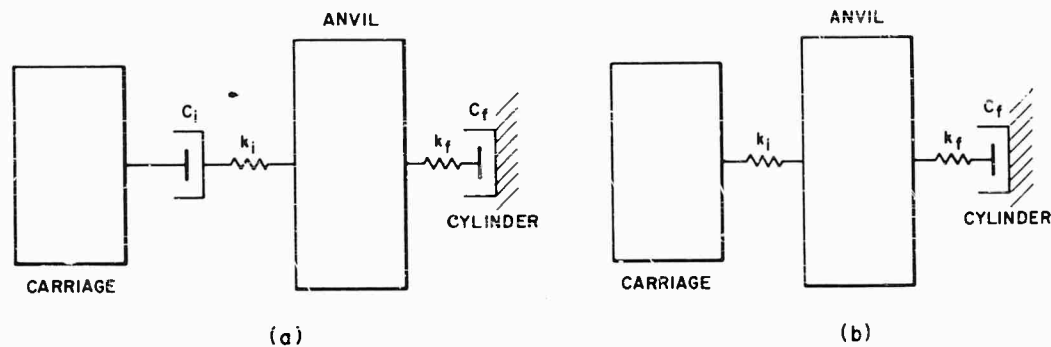 ANVIL
C_i
k_i
C_f
k_f
CYLINDER
CARRIAGE
(a)
ANVIL
k_i
C_f
k_f
CYLINDER
CARRIAGE
(b)